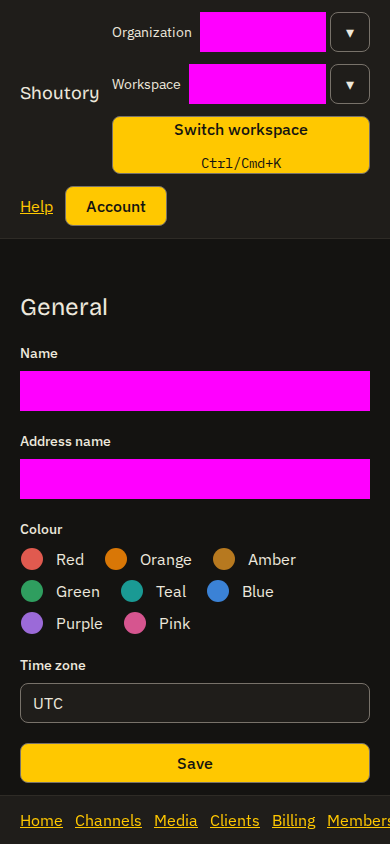 Organization ▼
Workspace ▼
Shoutory
Switch workspace
Ctrl/Cmd+K
Help Account
General
Name
Address name
Colour
Red Orange Amber
Green Teal Blue
Purple Pink
Time zone
UTC
Save
Home Channels Media Clients Billing Members